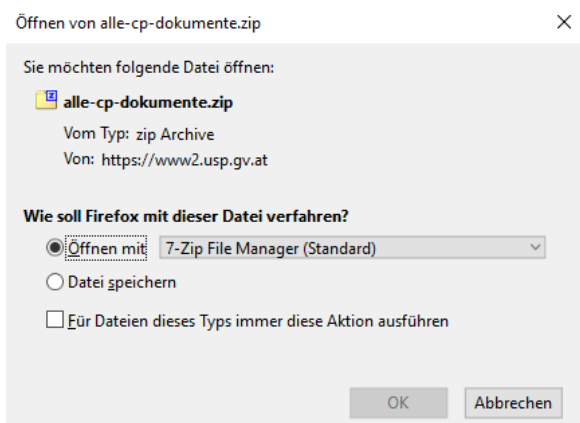 Öffnen von alle-cp-dokumente.zip
Sie möchten folgende Datei öffnen:
alle-cp-dokumente.zip
Vom Typ: zip Archive
Von: https://www2.usp.gv.at
Wie soll Firefox mit dieser Datei verfahren?
Öffnen mit 7-Zip File Manager (Standard)
Datei speichern
Für Dateien dieses Typs immer diese Aktion ausführen
OK Abbrechen